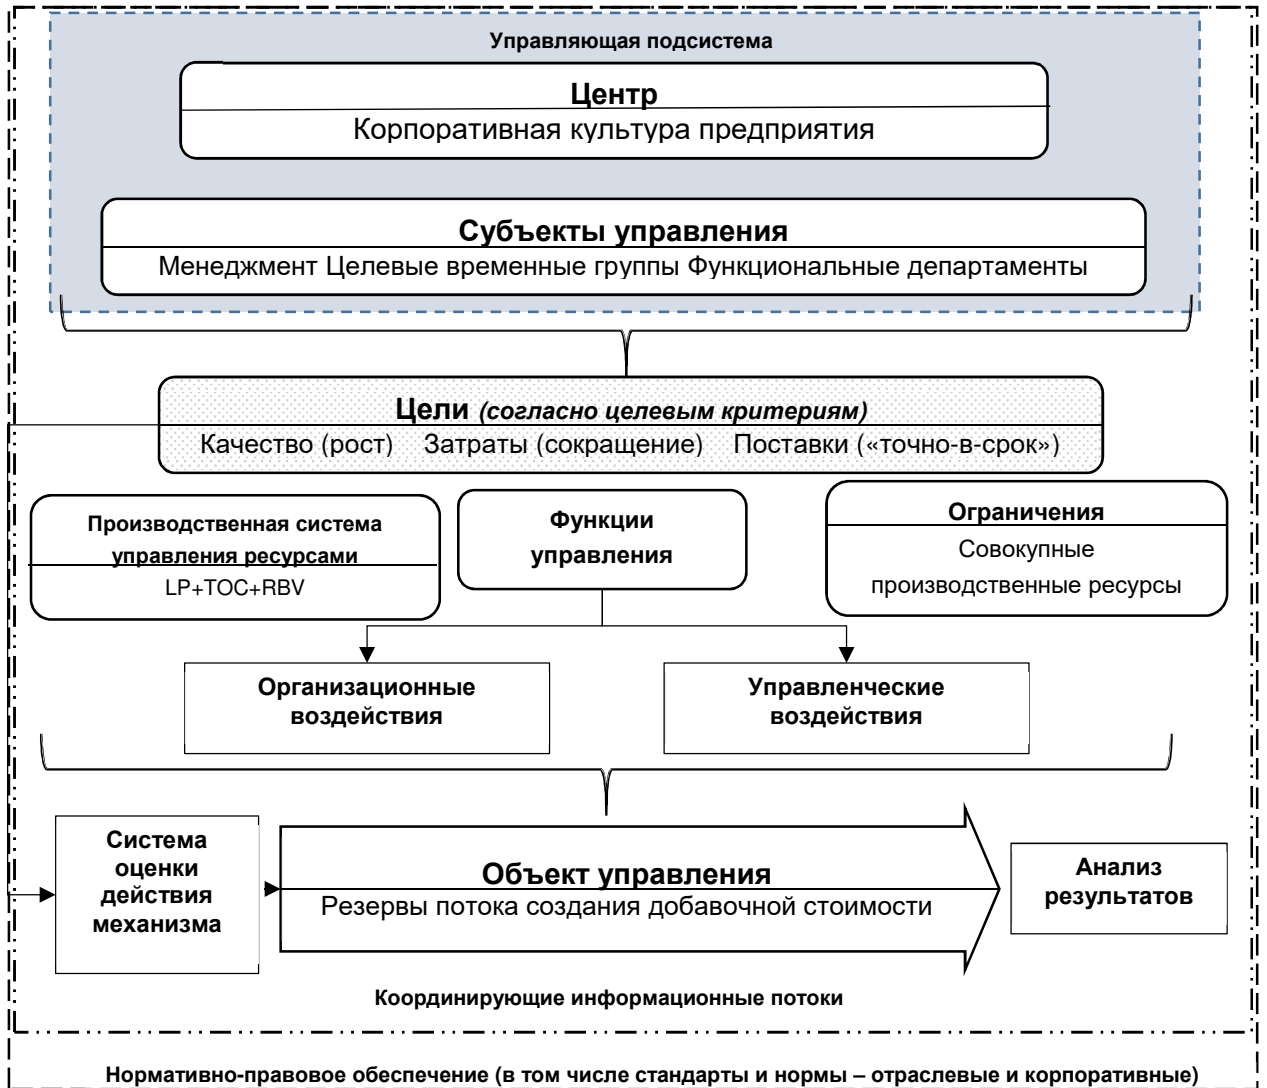 Управляющая подсистема
Центр
Корпоративная культура предприятия
Субъекты управления
Менеджмент Целевые временные группы Функциональные департаменты
Цели (согласно целевым критериям)
Качество (рост) Затраты (сокращение) Поставки («точно-в-срок»)
Производственная система
управления ресурсами
LP+TOC+RBV
Функции
управления
Ограничения
Совокупные
производственные ресурсы
Организационные
воздействия
Управленческие
воздействия
Система
оценки
действия
механизма
Объект управления
Резервы потока создания добавочной стоимости
Анализ
результатов
Координирующие информационные потоки
Нормативно-правовое обеспечение (в том числе стандарты и нормы – отраслевые и корпоративные)